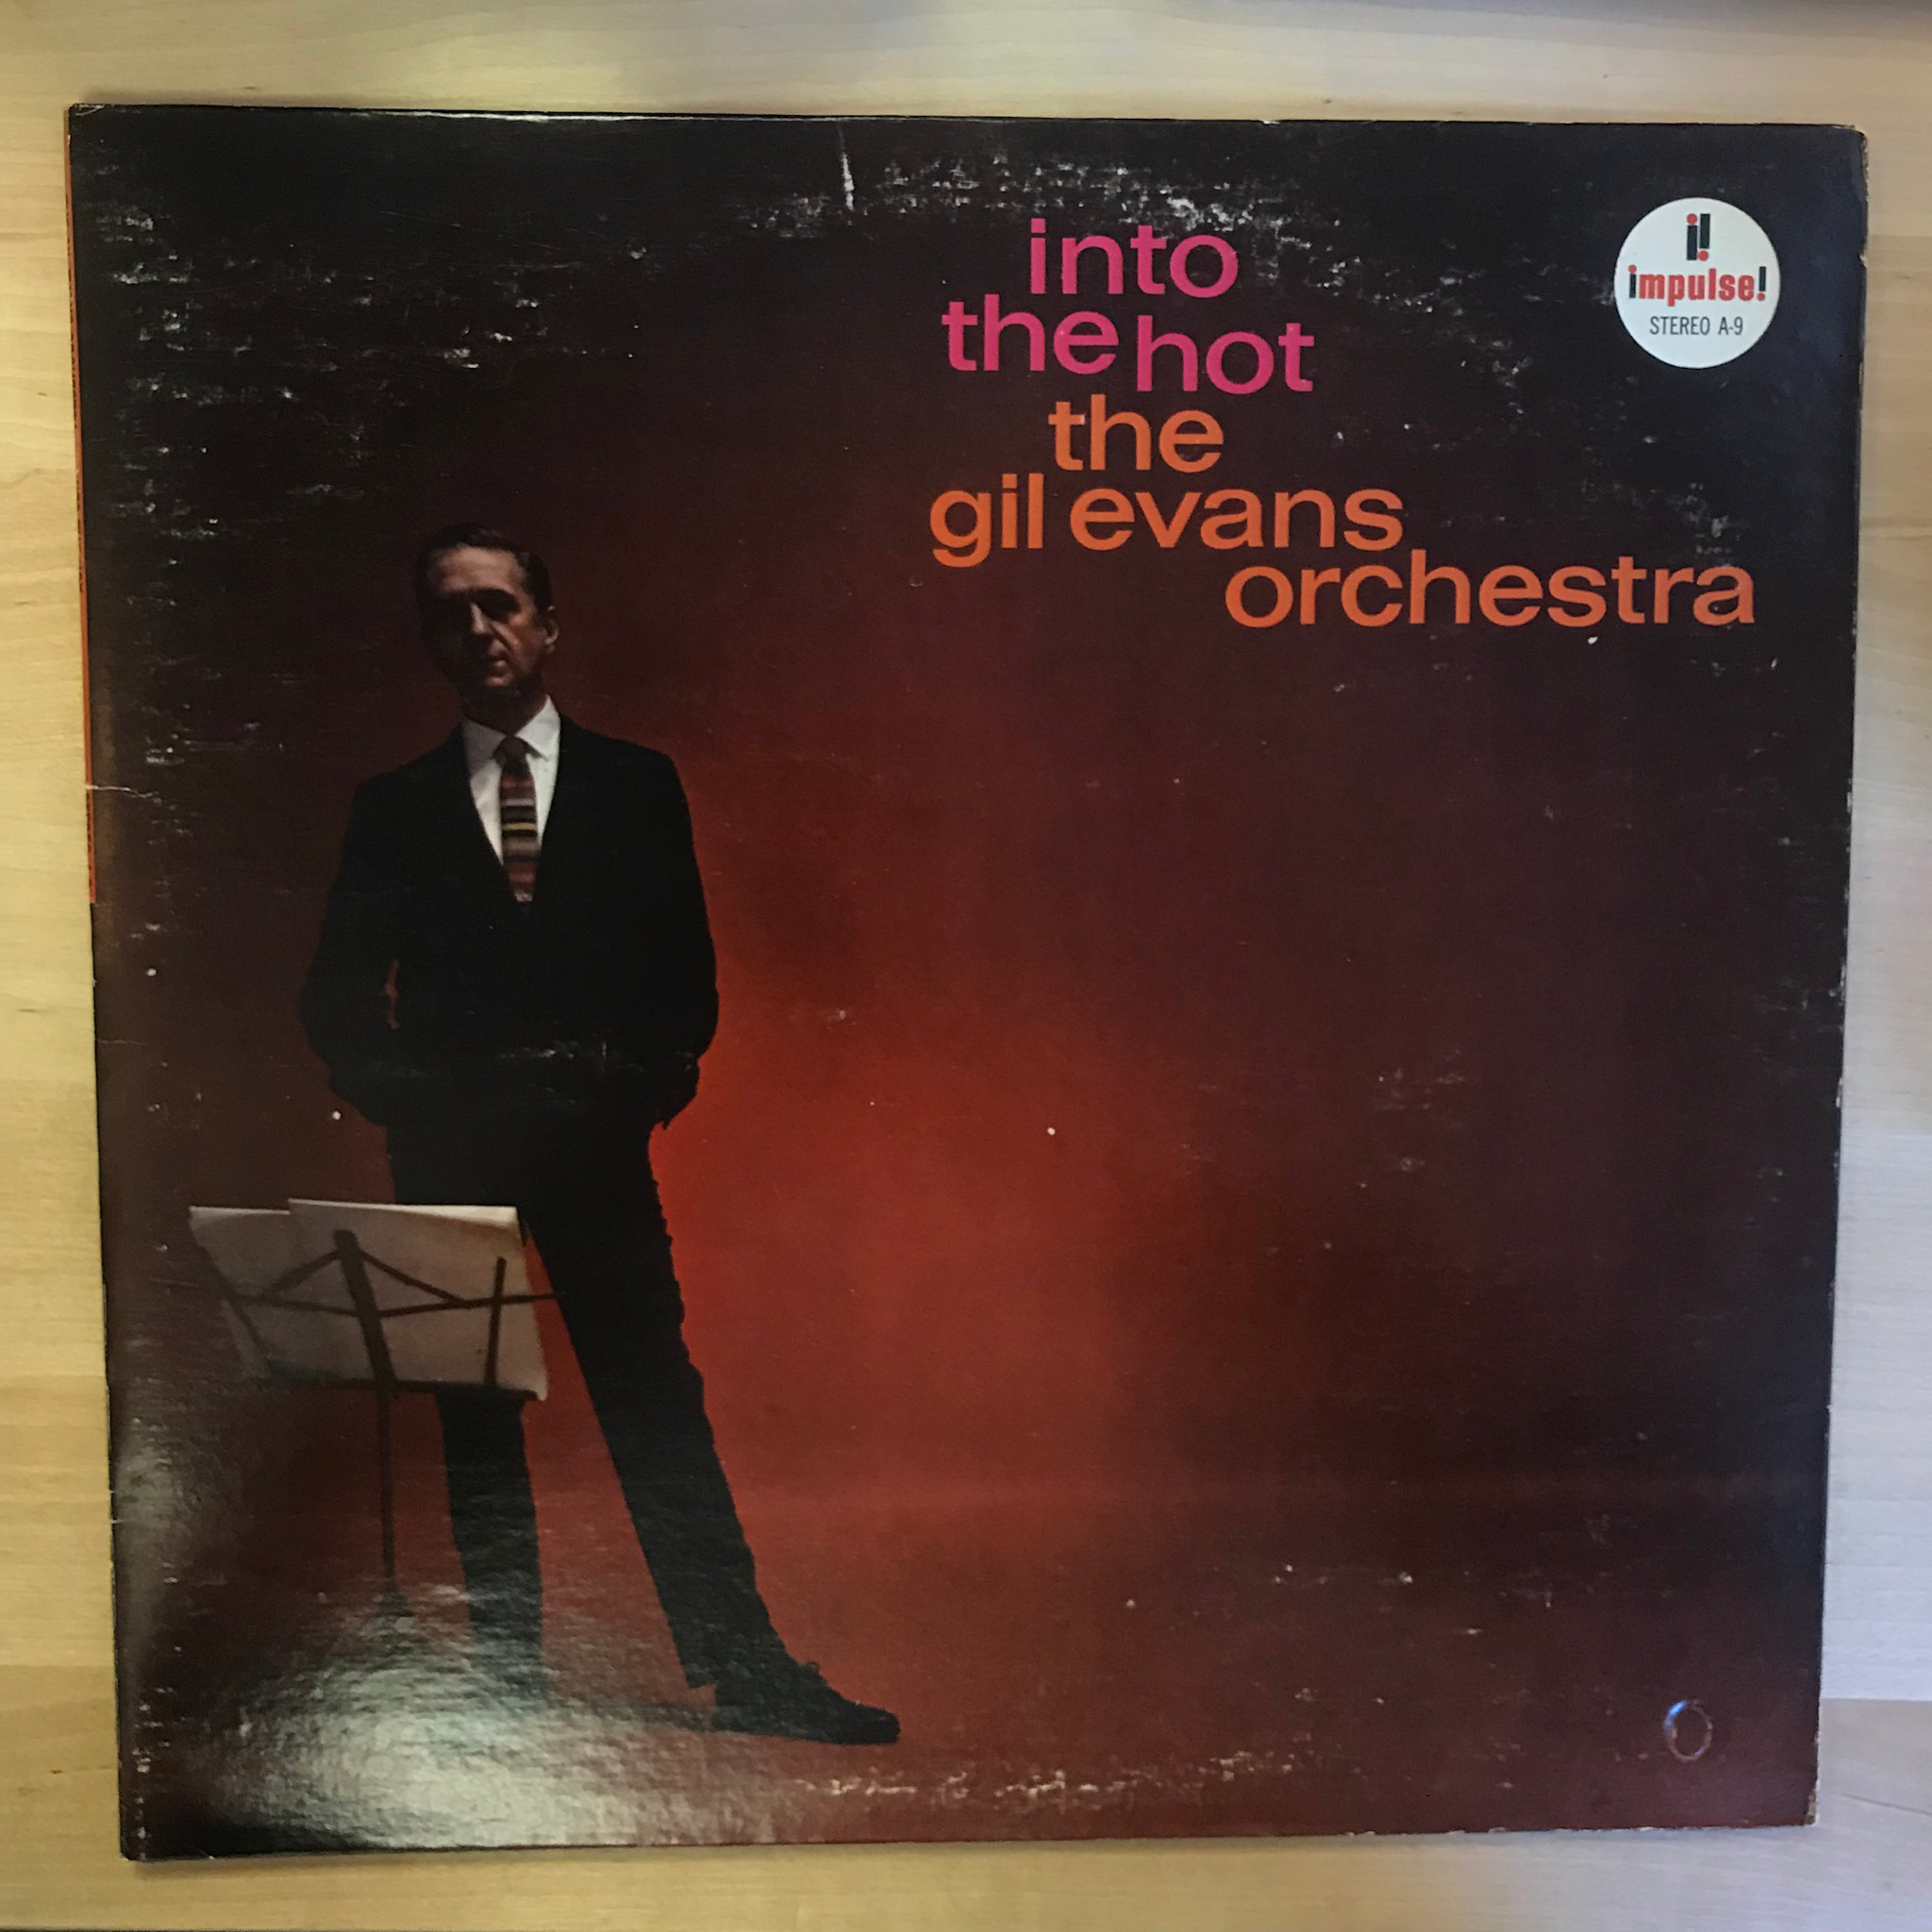 into
the hot
the
gil evans
orchestra
i!
impulse!
STEREO A-9